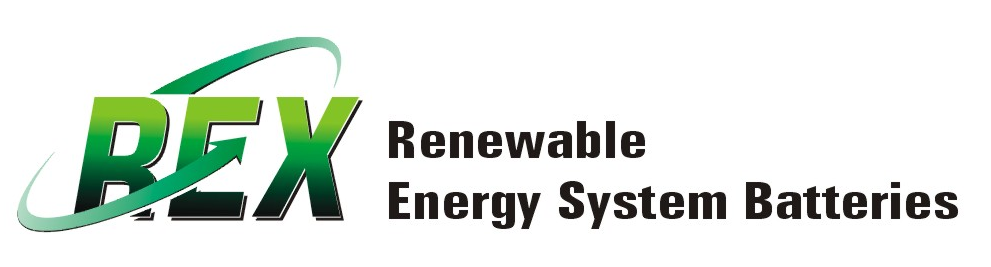 REX
Renewable
Energy System Batteries